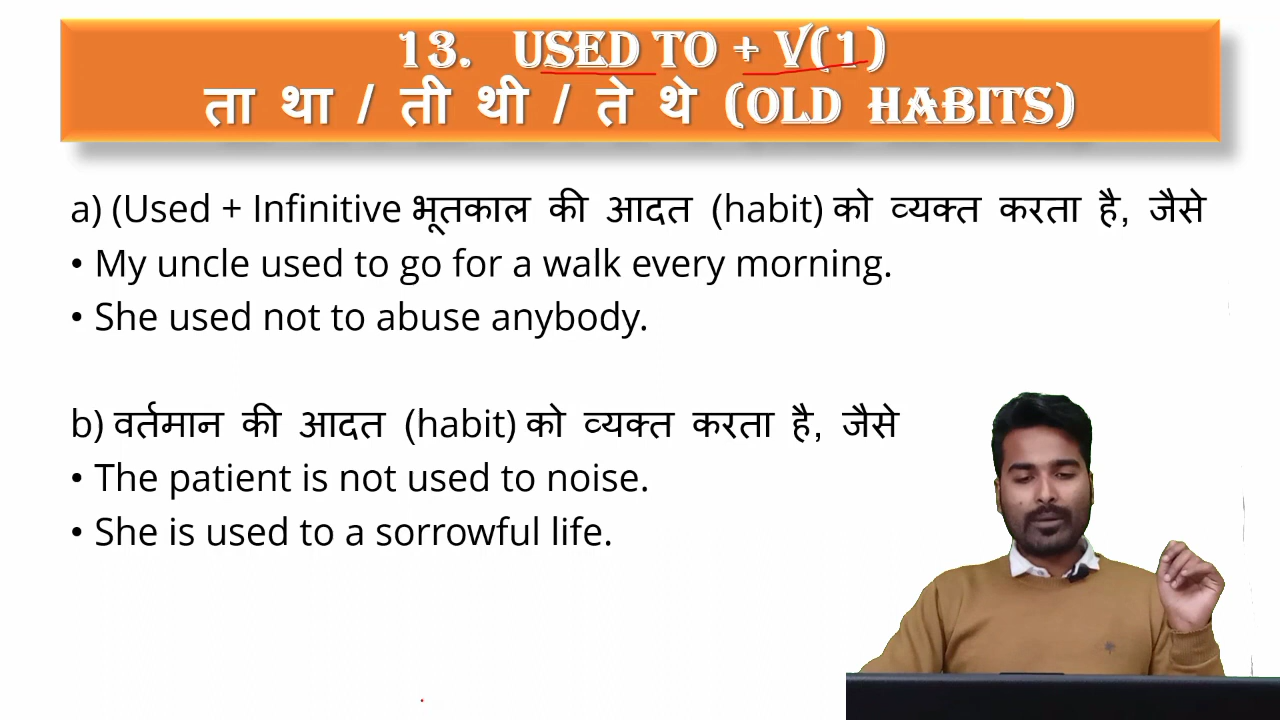 13. USED TO + V(1)
ता था / ती थी / ते थे (OLD HABITS)
a) (Used + Infinitive भूतकाल की आदत (habit) को व्यक्त करता है, जैसे
• My uncle used to go for a walk every morning.
• She used not to abuse anybody.
b) वर्तमान की आदत (habit) को व्यक्त करता है, जैसे
• The patient is not used to noise.
• She is used to a sorrowful life.